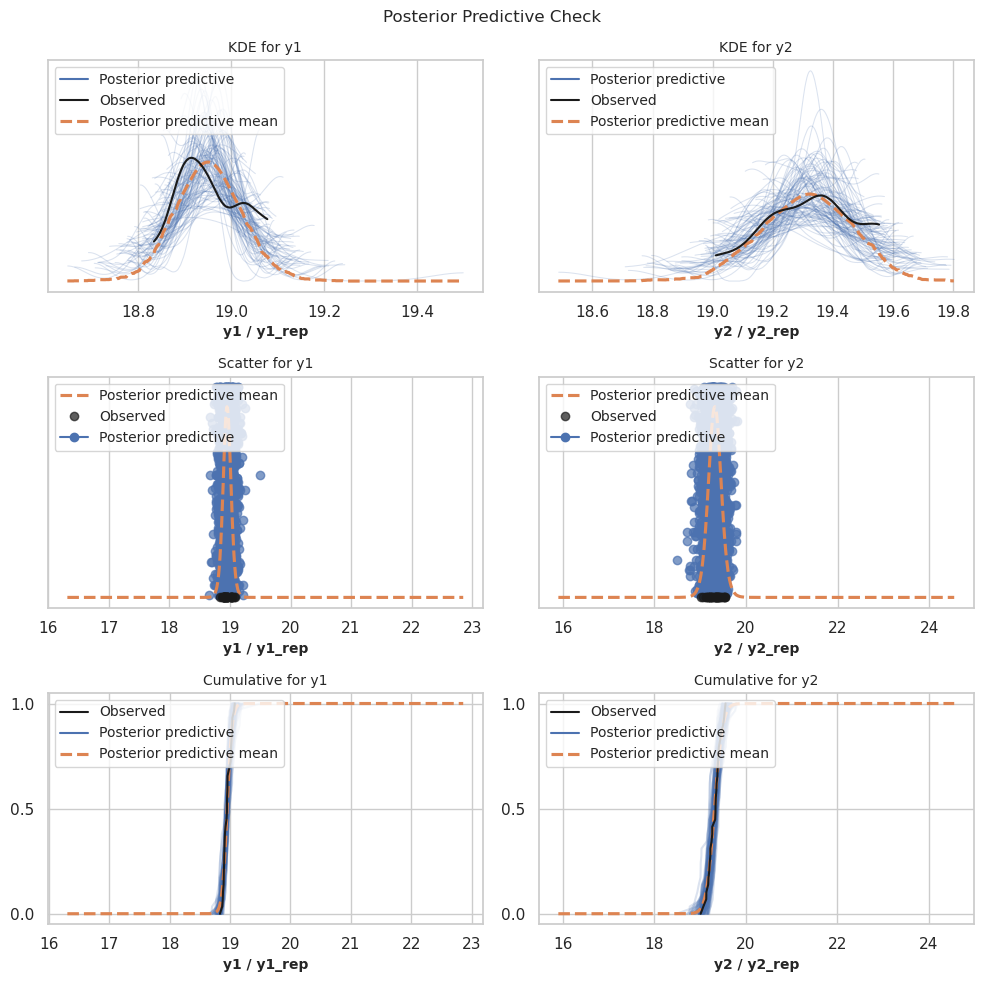 Posterior Predictive Check
KDE for y1
Posterior predictive
Observed
Posterior predictive mean
18.8 19.0 19.2 19.4
y1 / y1_rep
KDE for y2
Posterior predictive
Observed
Posterior predictive mean
18.6 18.8 19.0 19.2 19.4 19.6 19.8
y2 / y2_rep
Scatter for y1
Posterior predictive mean
Observed
Posterior predictive
16 17 18 19 20 21 22 23
y1 / y1_rep
Scatter for y2
Posterior predictive mean
Observed
Posterior predictive
16 18 20 22 24
y2 / y2_rep
Cumulative for y1
1.0
0.5
0.0
Observed
Posterior predictive
Posterior predictive mean
16 17 18 19 20 21 22 23
y1 / y1_rep
Cumulative for y2
Observed
Posterior predictive
Posterior predictive mean
16 18 20 22 24
y2 / y2_rep